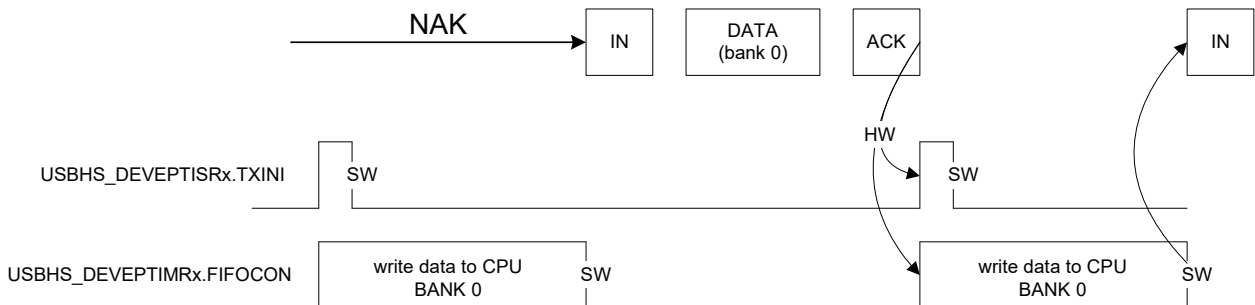 NAK
IN
DATA
(bank 0)
ACK
IN
HW
USBHS_DEVEPTISRx.TXINI
SW
SW
USBHS_DEVEPTIMRx.FIFOCON
write data to CPU
BANK 0
SW
write data to CPU
BANK 0
SW